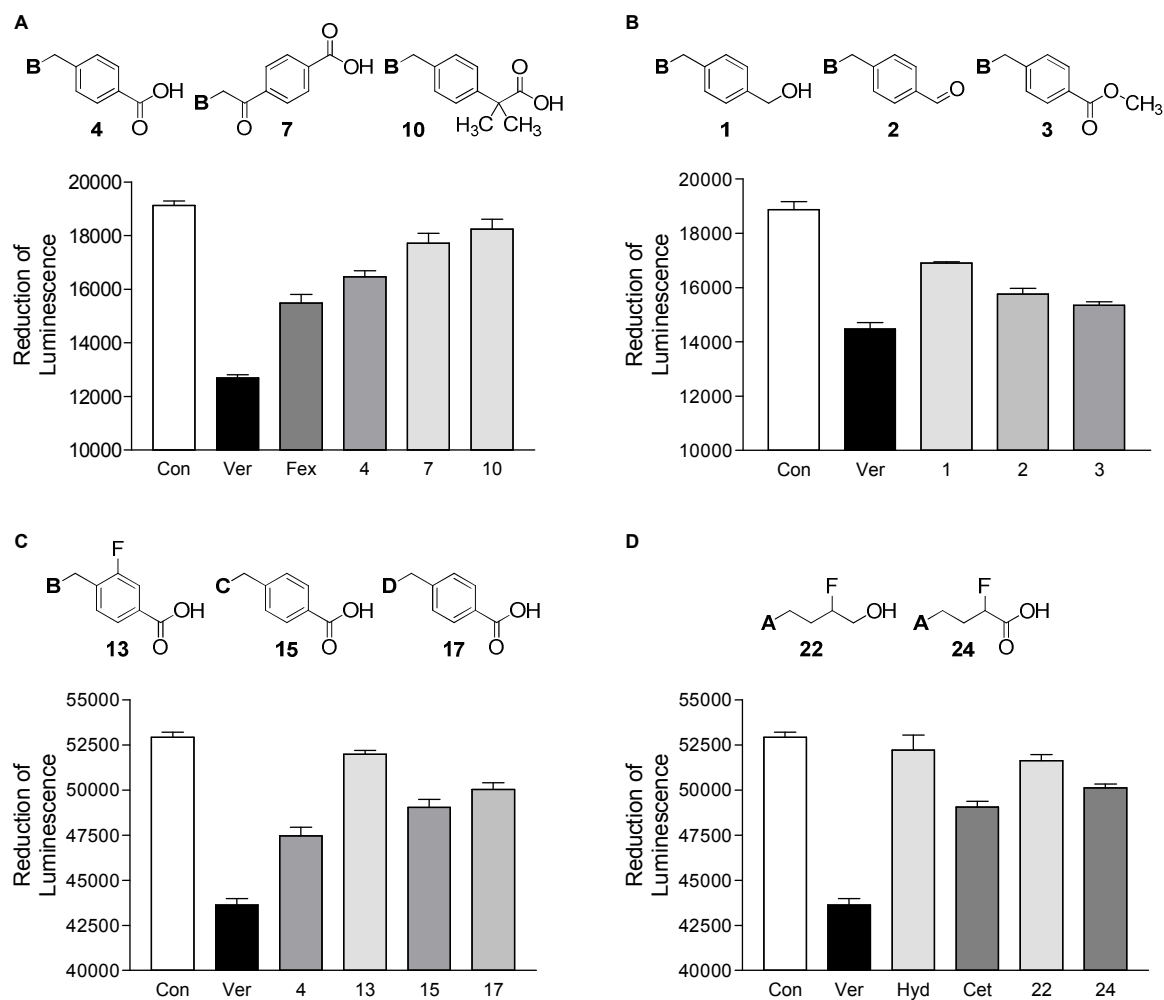 A
B
OH
O
4
O
OH
B
O
7
B
O
OH
H3C
CH3
10
Reduction of
Luminescence
20000
18000
16000
14000
12000
10000
Con
Ver
Fex
4
7
10
B
B
OH
1
B
O
2
B
O
CH3
O
3
Reduction of
Luminescence
20000
18000
16000
14000
12000
10000
Con
Ver
1
2
3
C
F
B
OH
O
13
C
OH
O
15
D
OH
O
17
Reduction of
Luminescence
55000
52500
50000
47500
45000
42500
40000
Con
Ver
4
13
15
17
D
F
A
OH
22
F
A
OH
O
24
Reduction of
Luminescence
55000
52500
50000
47500
45000
42500
40000
Con
Ver
Hyd
Cet
22
24